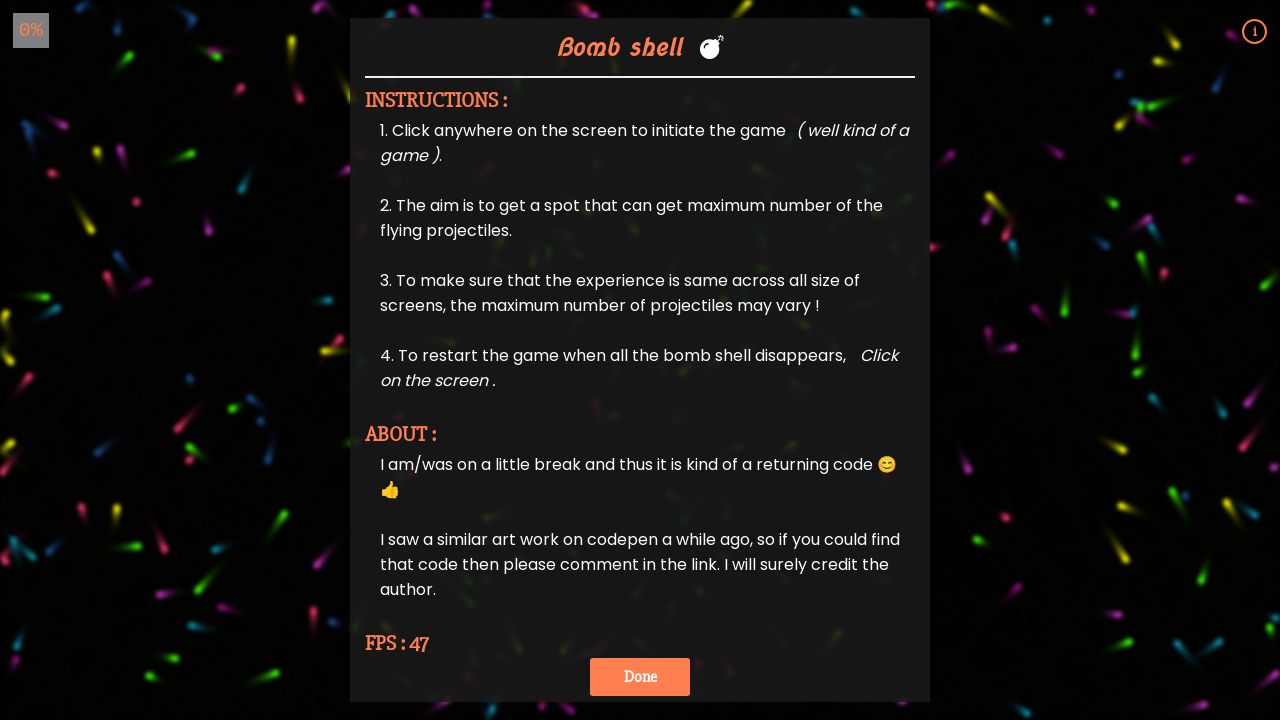 0%
i
Bomb shell 💣
INSTRUCTIONS :
1. Click anywhere on the screen to initiate the game ( well kind of a
game ).
2. The aim is to get a spot that can get maximum number of the
flying projectiles.
3. To make sure that the experience is same across all size of
screens, the maximum number of projectiles may vary !
4. To restart the game when all the bomb shell disappears, Click
on the screen .
ABOUT :
I am/was on a little break and thus it is kind of a returning code 😊
👍
I saw a similar art work on codepen a while ago, so if you could find
that code then please comment in the link. I will surely credit the
author.
FPS : 47
Done